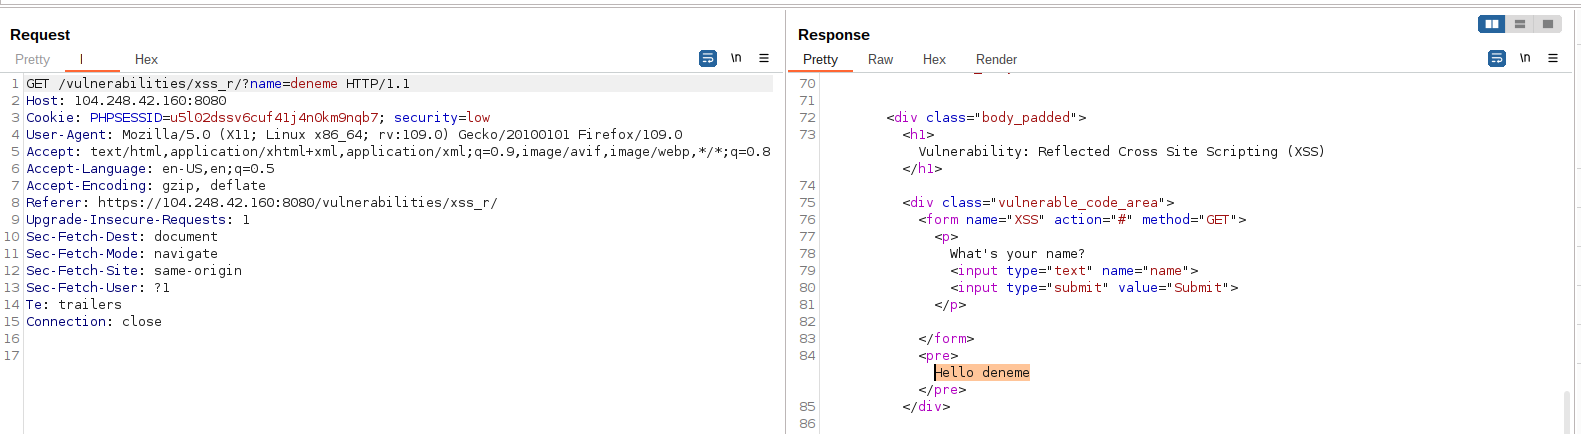 Request
Pretty
Hex
\n
1 GET /vulnerabilities/xss_r/?name=deneme HTTP/1.1
2 Host: 104.248.42.160:8080
3 Cookie: PHPSESSID=u5l02dssv6cuf41j4n0km9nqb7; security=low
4 User-Agent: Mozilla/5.0 (X11; Linux x86_64; rv:109.0) Gecko/20100101 Firefox/109.0
5 Accept: text/html,application/xhtml+xml,application/xml;q=0.9,image/avif,image/webp,*/*;q=0.8
6 Accept-Language: en-US,en;q=0.5
7 Accept-Encoding: gzip, deflate
8 Referer: https://104.248.42.160:8080/vulnerabilities/xss_r/
9 Upgrade-Insecure-Requests: 1
10 Sec-Fetch-Dest: document
11 Sec-Fetch-Mode: navigate
12 Sec-Fetch-Site: same-origin
13 Sec-Fetch-User: ?1
14 Te: trailers
15 Connection: close
16
17
Response
Pretty Raw Hex Render
\n
70
71
72 <div class="body_padded">
73 <h1>
Vulnerability: Reflected Cross Site Scripting (XSS)
</h1>
74
75 <div class="vulnerable_code_area">
76 <form name="XSS" action="#" method="GET">
77 <p>
78 What's your name?
79 <input type="text" name="name">
80 <input type="submit" value="Submit">
81 </p>
82
83 </form>
84 <pre>
Hello deneme
</pre>
85 </div>
86